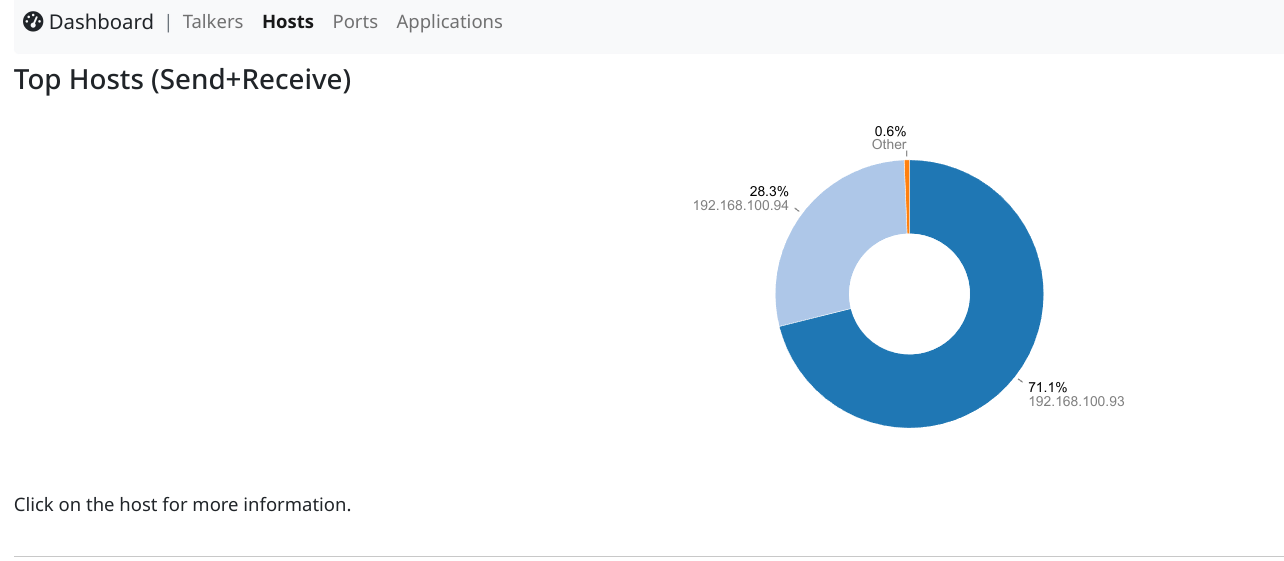 Dashboard | Talkers Hosts Ports Applications
Top Hosts (Send+Receive)
0.6%
Other
28.3%
192.168.100.94
71.1%
192.168.100.93
Click on the host for more information.